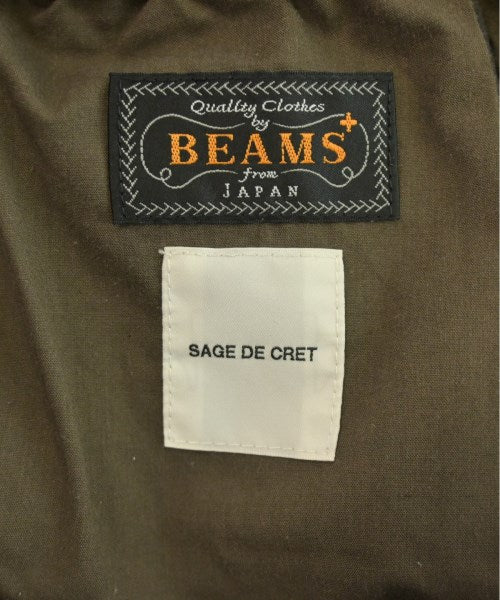 Quality Clothes
by
BEAMS+
from
JAPAN
SAGE DE CRET